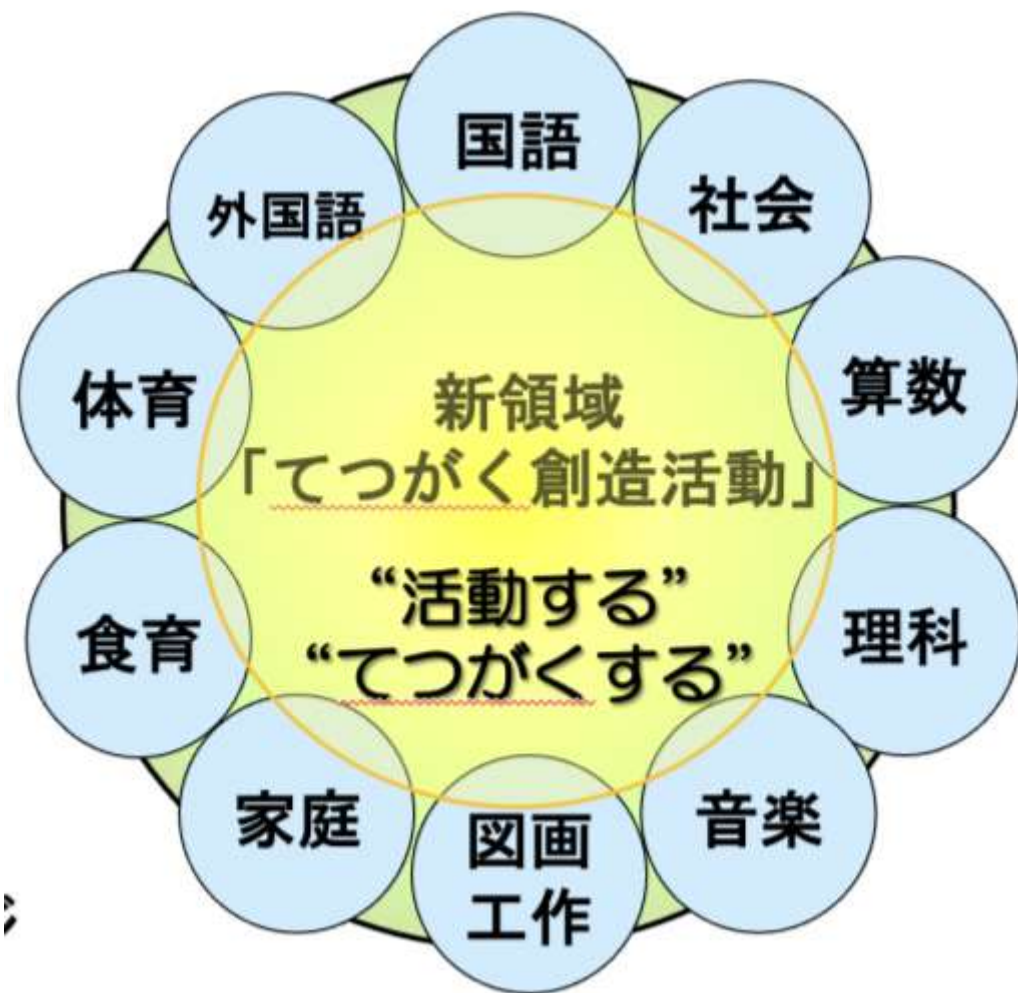 国語
社会
算数
理科
音楽
図画
工作
家庭
食育
体育
外国語
新領域
「てつがく創造活動」
“活動する”
“てつがくする”